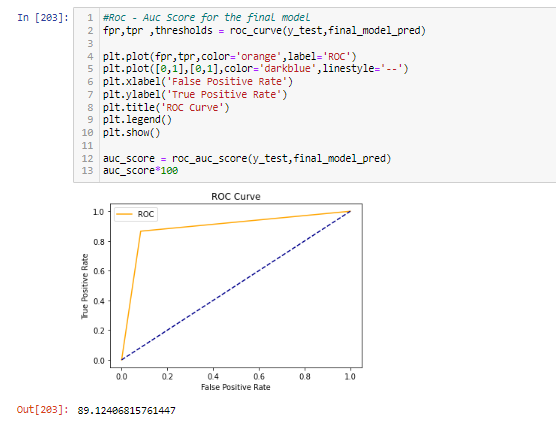 In [203]:
1 #Roc - Auc Score for the final model
2 fpr,tpr ,thresholds = roc_curve(y_test,final_model_pred)
3
4 plt.plot(fpr,tpr,color='orange',label='ROC')
5 plt.plot([0,1],[0,1],color='darkblue',linestyle='--')
6 plt.xlabel('False Positive Rate')
7 plt.ylabel('True Positive Rate')
8 plt.title('ROC Curve')
9 plt.legend()
10 plt.show()
11
12 auc_score = roc_auc_score(y_test,final_model_pred)
13 auc_score*100
ROC Curve
ROC
1.0
0.8
0.6
0.4
0.2
0.0
True Positive Rate
0.0 0.2 0.4 0.6 0.8 1.0
False Positive Rate
Out[203]: 89.12406815761447